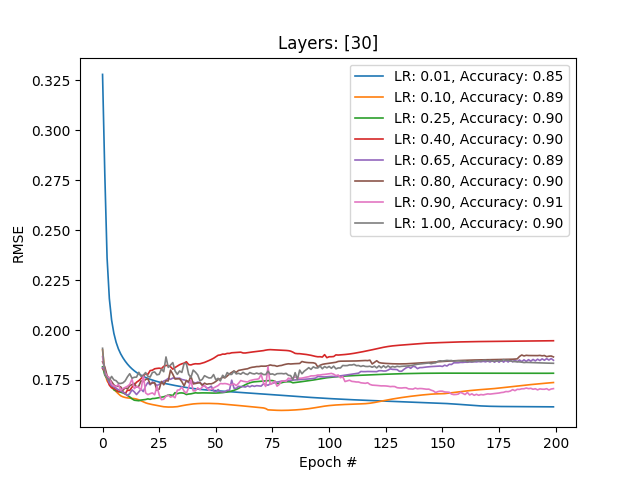 Layers: [30]
LR: 0.01, Accuracy: 0.85
LR: 0.10, Accuracy: 0.89
LR: 0.25, Accuracy: 0.90
LR: 0.40, Accuracy: 0.90
LR: 0.65, Accuracy: 0.89
LR: 0.80, Accuracy: 0.90
LR: 0.90, Accuracy: 0.91
LR: 1.00, Accuracy: 0.90
RMSE
0.325
0.300
0.275
0.250
0.225
0.200
0.175
0 25 50 75 100 125 150 175 200
Epoch #